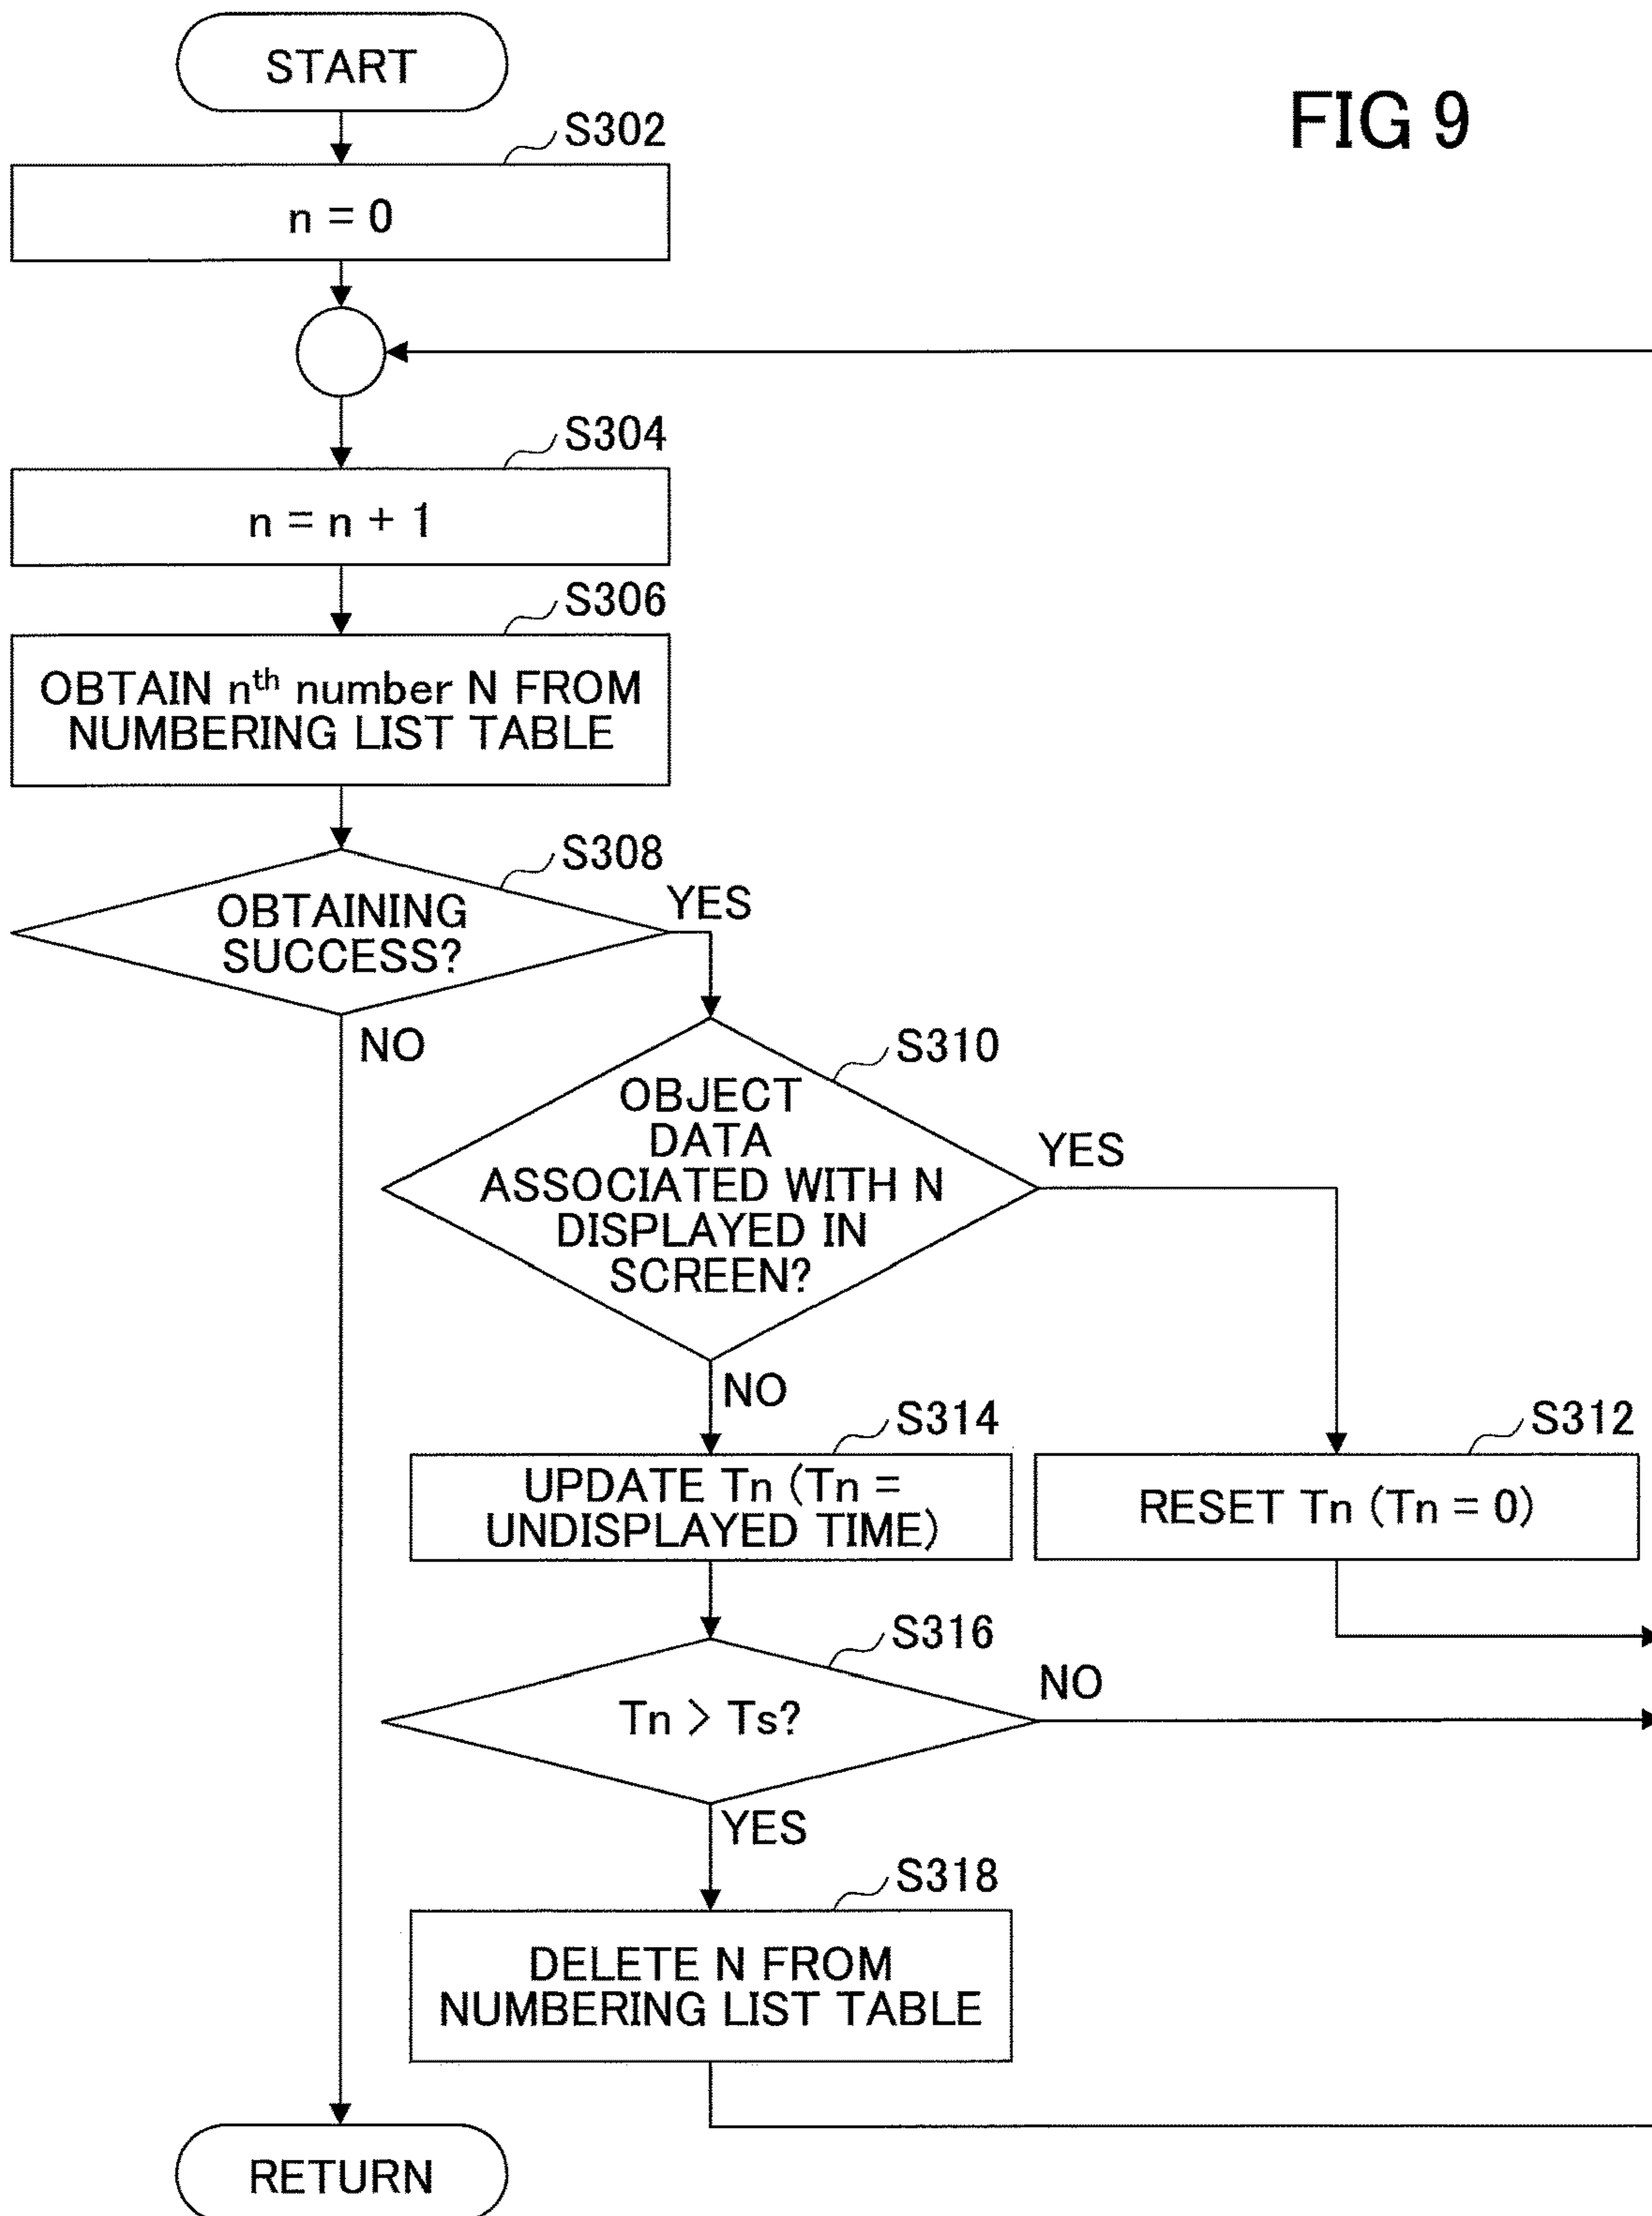 START
FIG 9
S302
n = 0
S304
n = n + 1
S306
OBTAIN nth number N FROM
NUMBERING LIST TABLE
S308
OBTAINING
SUCCESS?
YES
NO
S310
OBJECT
DATA
ASSOCIATED WITH N
DISPLAYED IN
SCREEN?
YES
NO
S314
UPDATE Tn (Tn =
UNDISPLAYED TIME)
S312
RESET Tn (Tn = 0)
S316
Tn > Ts?
NO
YES
S318
DELETE N FROM
NUMBERING LIST TABLE
RETURN